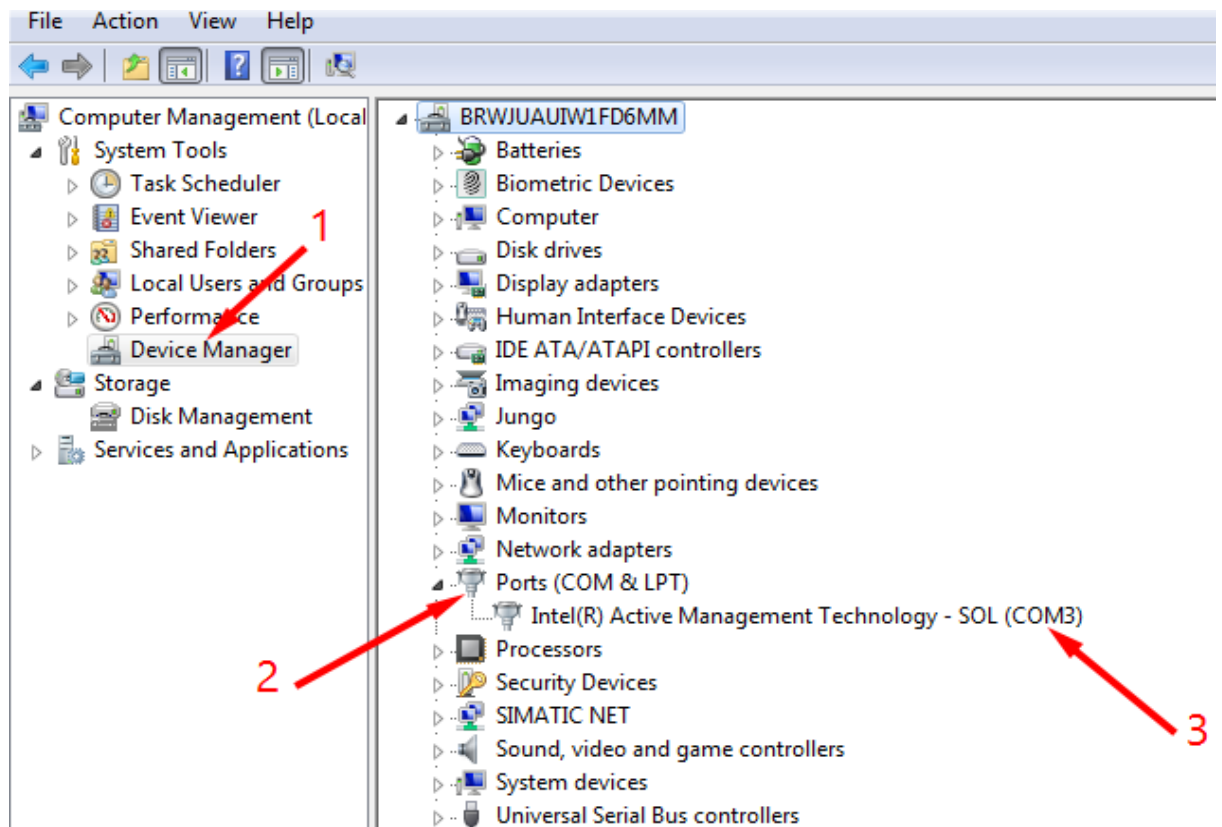 File Action View Help
Computer Management (Local
System Tools
Task Scheduler
Event Viewer
Shared Folders
Local Users and Groups
Performance
Device Manager
Storage
Disk Management
Services and Applications
1
BRWJUAUIW1FD6MM
Batteries
Biometric Devices
Computer
Disk drives
Display adapters
Human Interface Devices
IDE ATA/ATAPI controllers
Imaging devices
Jungo
Keyboards
Mice and other pointing devices
Monitors
Network adapters
Ports (COM & LPT)
Intel(R) Active Management Technology - SOL (COM3)
Processors
Security Devices
SIMATIC NET
Sound, video and game controllers
System devices
Universal Serial Bus controllers
2
3